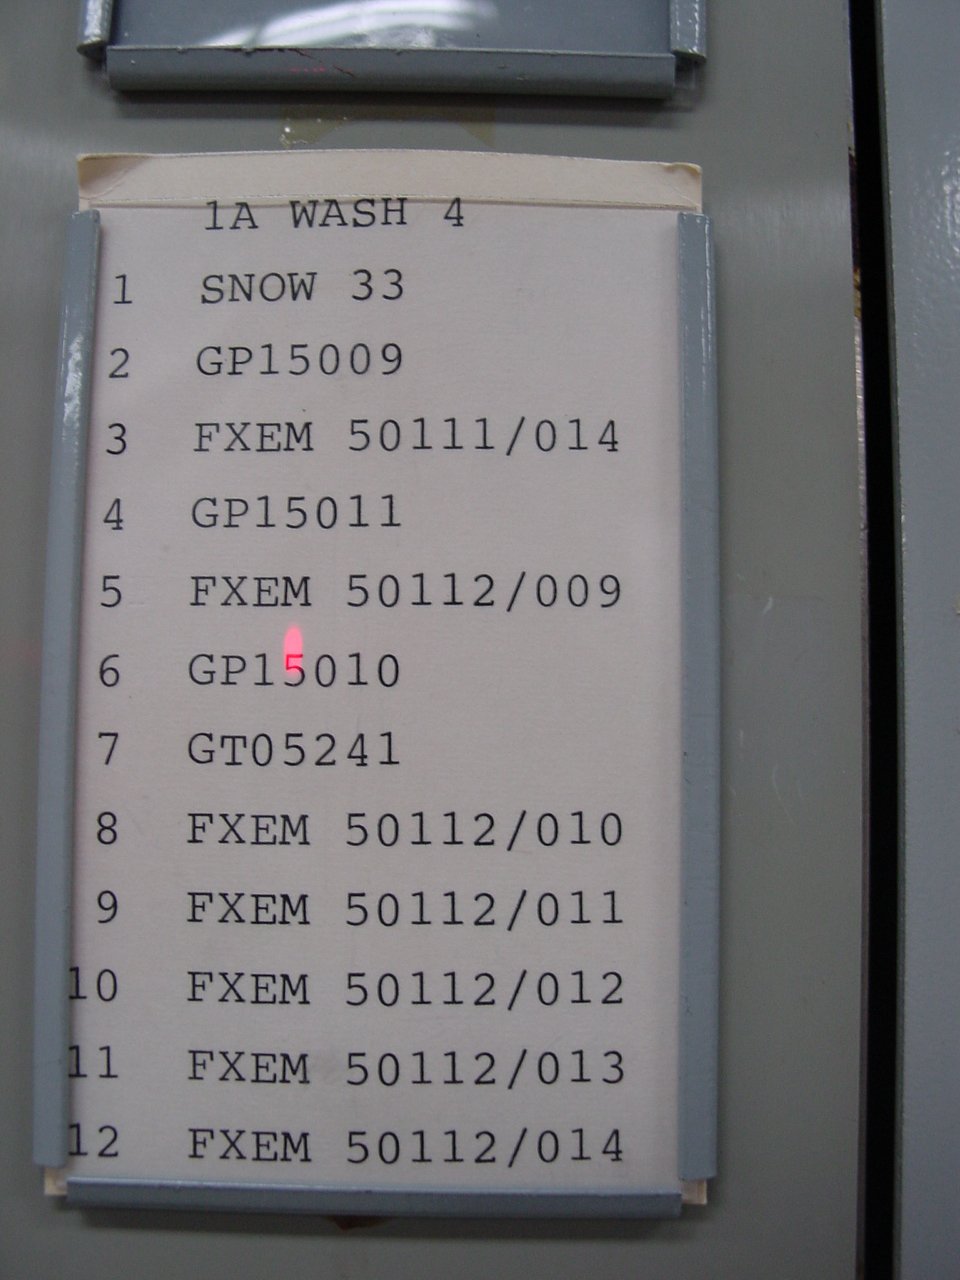 1A WASH 4
1 SNOW 33
2 GP15009
3 FXEM 50111/014
4 GP15011
5 FXEM 50112/009
6 GP15010
7 GT05241
8 FXEM 50112/010
9 FXEM 50112/011
10 FXEM 50112/012
11 FXEM 50112/013
12 FXEM 50112/014